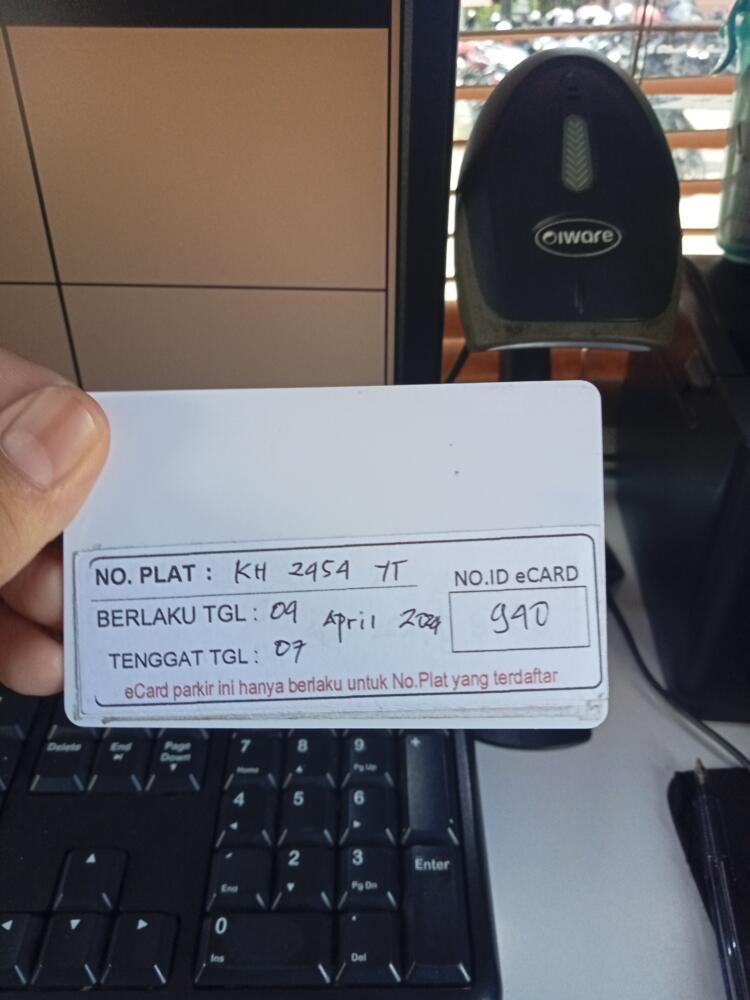 iware
NO. PLAT : KH 2454 YT
NO.ID eCARD
BERLAKU TGL : 09 April 2024
940
TENGGAT TGL : 07
eCard parkir ini hanya berlaku untuk No.Plat yang terdaftar
Delete End Page Down 7 Home 8 9 Pg Up +
4 5 6
End 2 3 Pg Dn Enter
0 Ins . Del